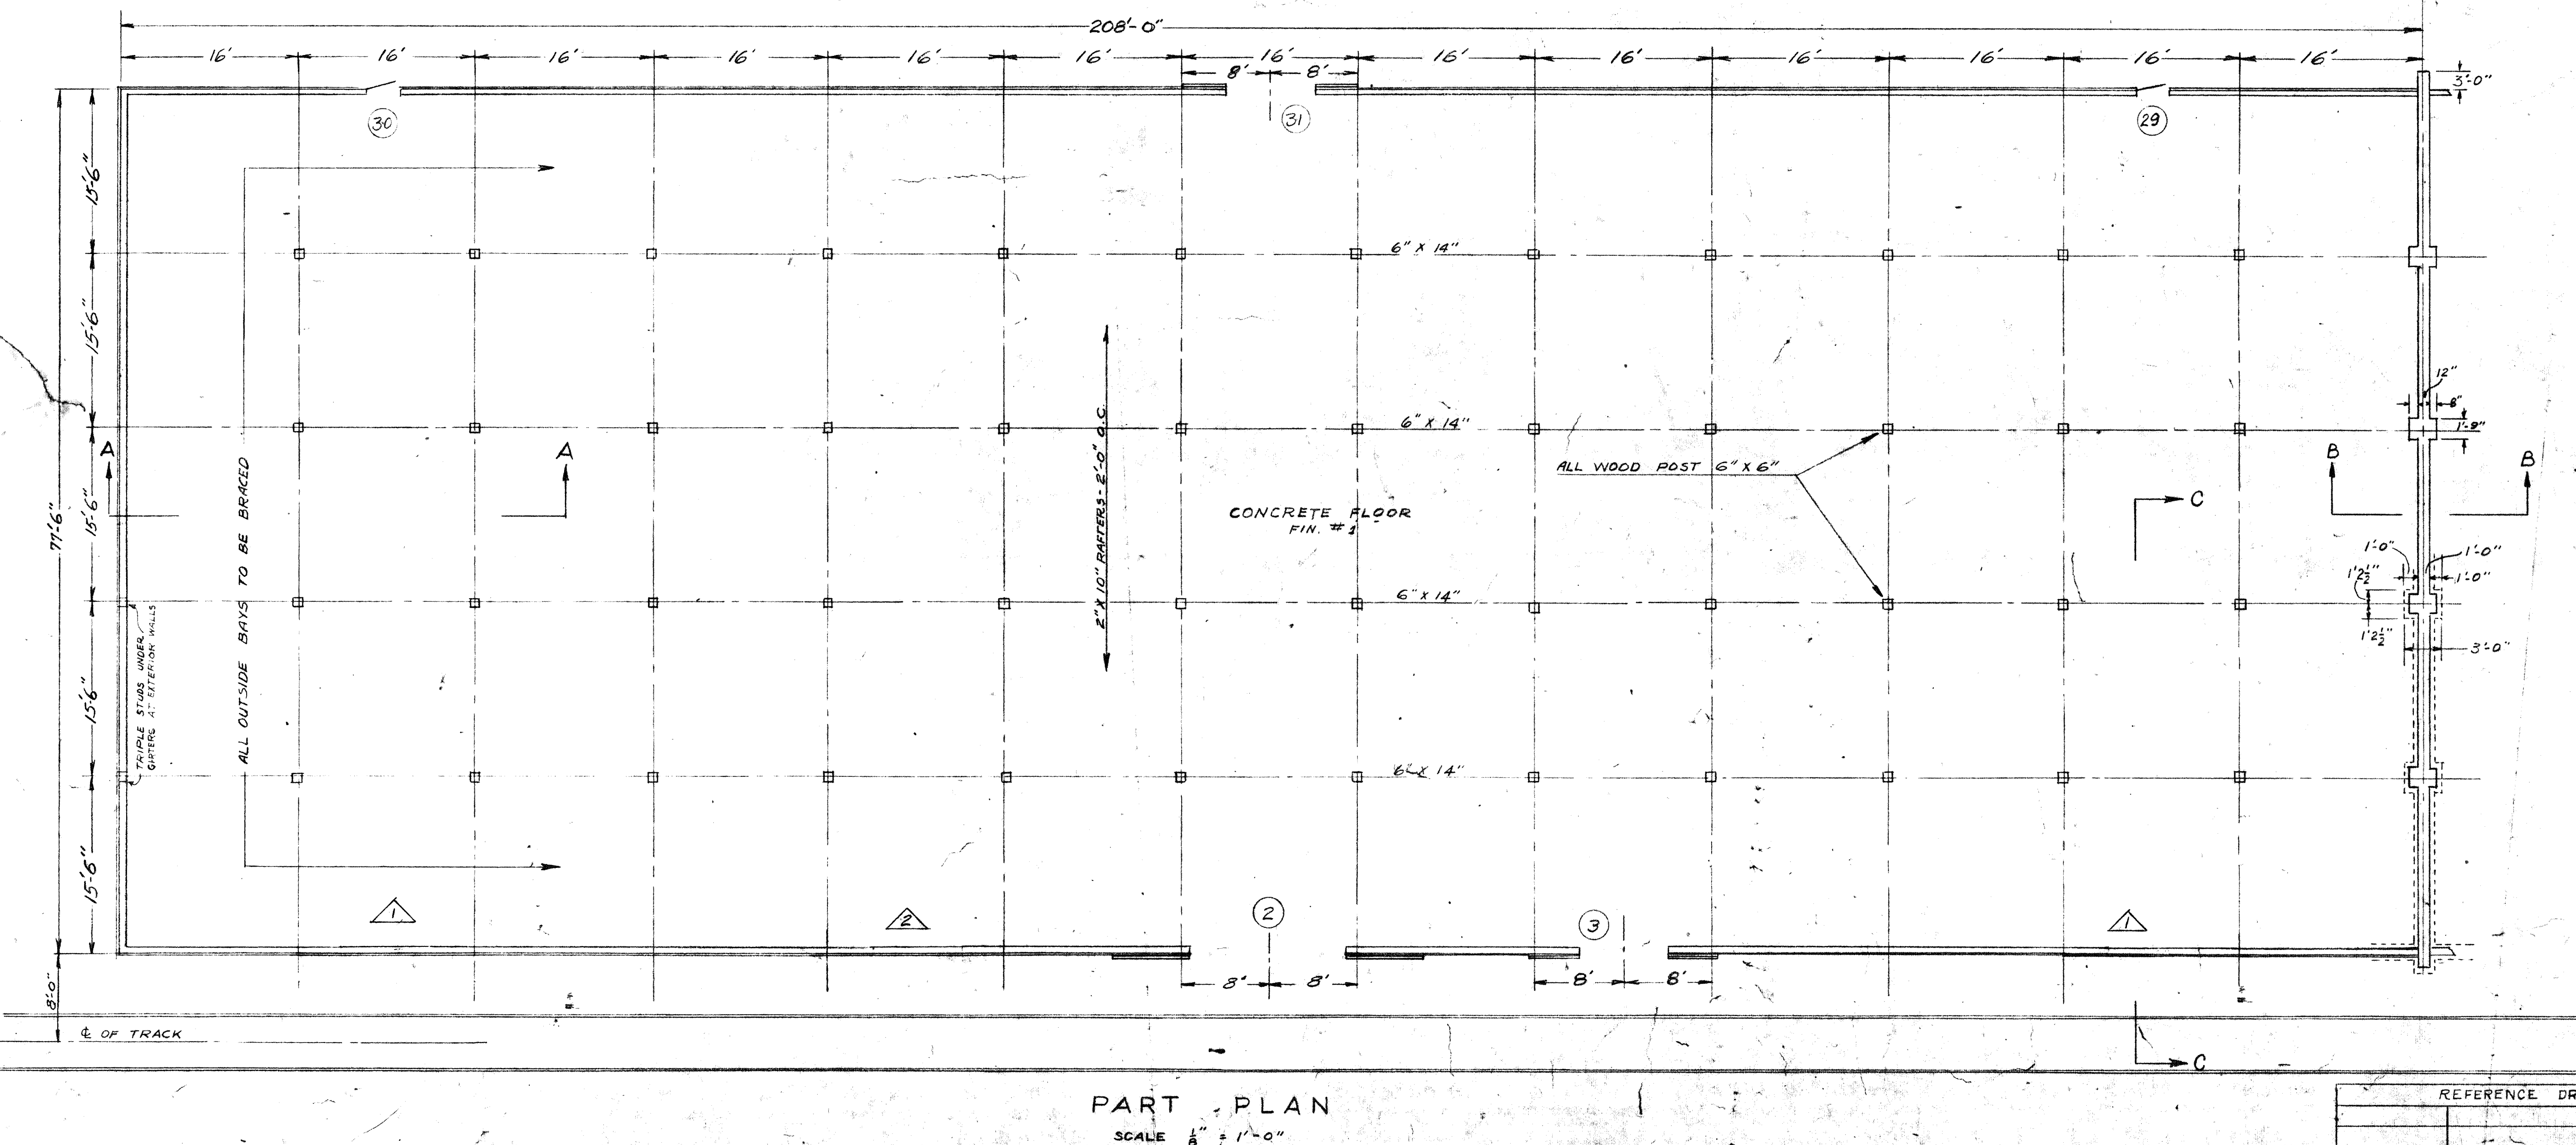 208'-0"
16' 16' 16' 16' 16' 16' 16' 16' 16' 16' 16' 16' 16'
8' 8'
3'-0"
30
31
29
15'-6"
15'-6"
15'-6"
15'-6"
15'-6"
77'-6"
8'-0"
6" X 14"
6" X 14"
6" X 14"
6" X 14"
12"
8"
1'-9"
A
A
B
B
C
C
ALL WOOD POST 6" X 6"
CONCRETE FLOOR
FIN. # 1
2" X 10" RAFTERS - 2'-0" O.C.
ALL OUTSIDE BAYS TO BE BRACED
TRIPLE STUDS UNDER
GIRTERS AT EXTERIOR WALLS
1'-0"
1'-0"
1'2½"
1'-0"
1'2½"
3'-0"
1
2
2
3
1
8' 8'
8' 8'
℄ OF TRACK
PART PLAN
SCALE ⅛" = 1'-0"
REFERENCE DR